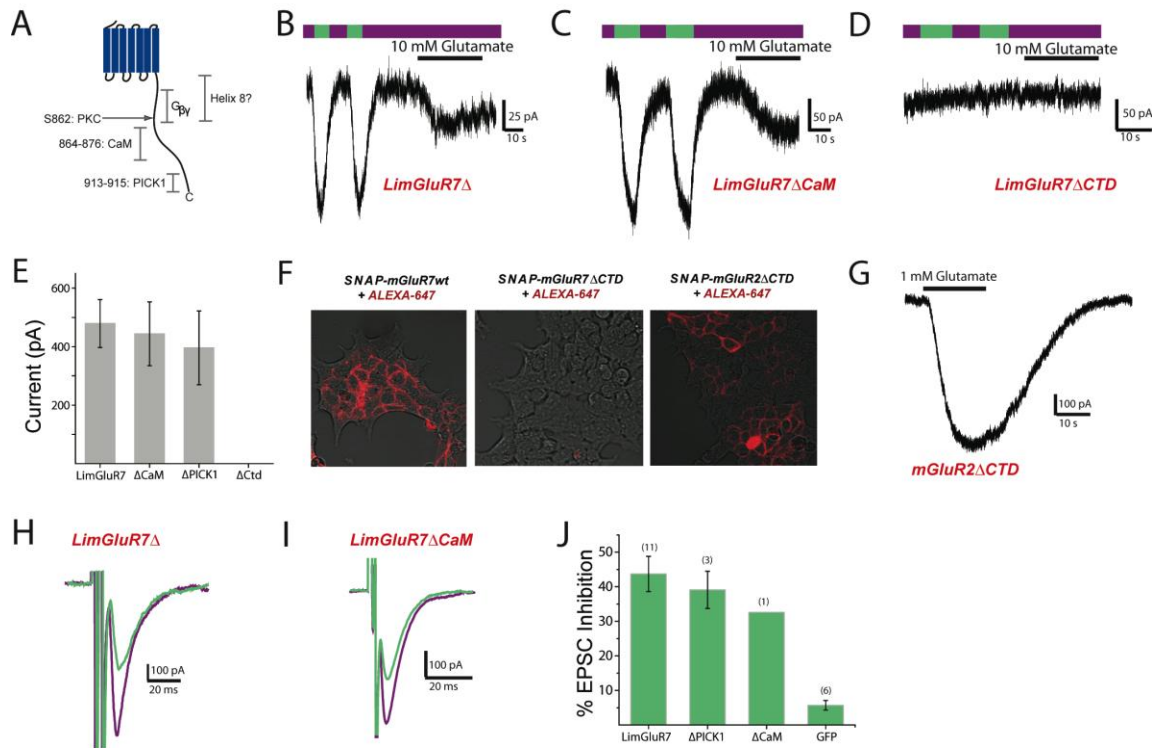 A
Gβγ
Helix 8?
S862: PKC
864-876: CaM
913-915: PICK1
C
B
10 mM Glutamate
25 pA
10 s
LimGluR7Δ
C
10 mM Glutamate
50 pA
10 s
LimGluR7ΔCaM
D
10 mM Glutamate
50 pA
10 s
LimGluR7ΔCTD
E
Current (pA)
600
400
200
LimGluR7 ΔCaM ΔPICK1 ΔCtd
F
SNAP-mGluR7wt
+ ALEXA-647
SNAP-mGluR7ΔCTD
+ ALEXA-647
SNAP-mGluR2ΔCTD
+ ALEXA-647
G
1 mM Glutamate
100 pA
10 s
mGluR2ΔCTD
H
LimGluR7Δ
100 pA
20 ms
I
LimGluR7ΔCaM
100 pA
20 ms
J
% EPSC Inhibition
50
40
30
20
10
0
(11) (3) (1) (6)
LimGluR7 ΔPICK1 ΔCaM GFP